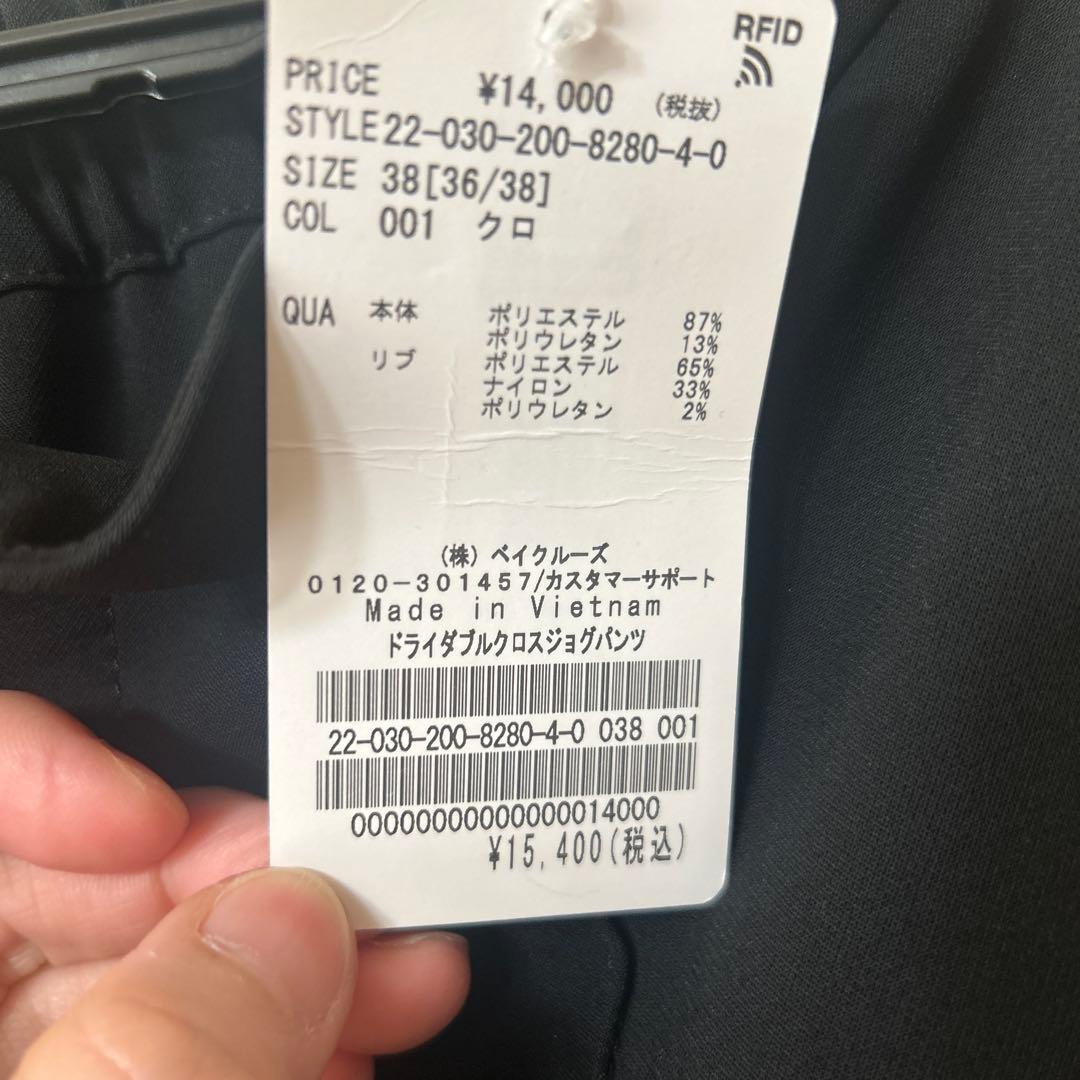 RFID
PRICE ¥14,000 (税抜)
STYLE 22-030-200-8280-4-0
SIZE 38[36/38]
COL 001 クロ
QUA 本体 ポリエステル 87%
ポリウレタン 13%
リブ ポリエステル 65%
ナイロン 33%
ポリウレタン 2%
(株) ベイクルーズ
0120-301457/カスタマーサポート
Made in Vietnam
ドライダブルクロスジョグパンツ
22-030-200-8280-4-0 038 001
00000000000000014000
¥15,400(税込)